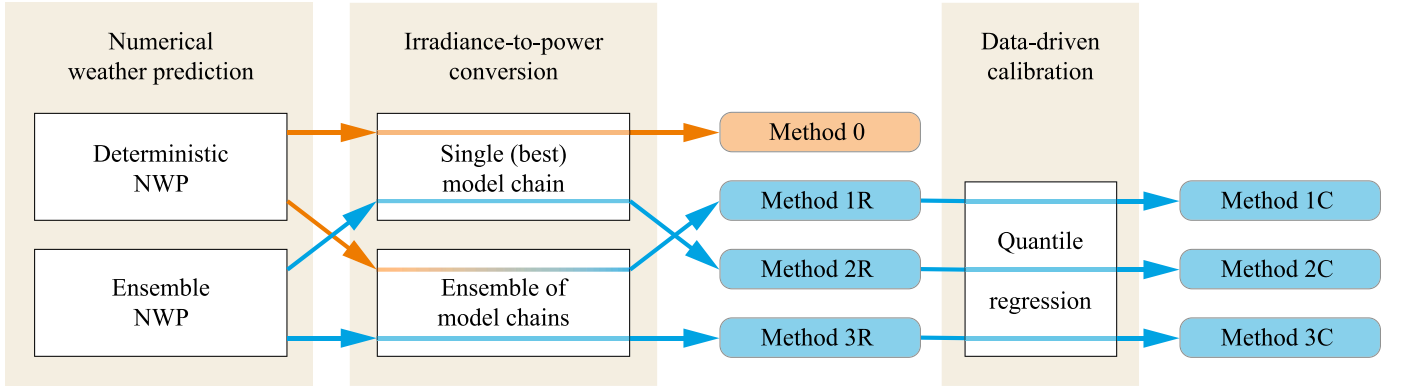 Numerical
weather prediction
Irradiance-to-power
conversion
Data-driven
calibration
Deterministic
NWP
Ensemble
NWP
Single (best)
model chain
Ensemble of
model chains
Method 0
Method 1R
Method 2R
Method 3R
Quantile
regression
Method 1C
Method 2C
Method 3C